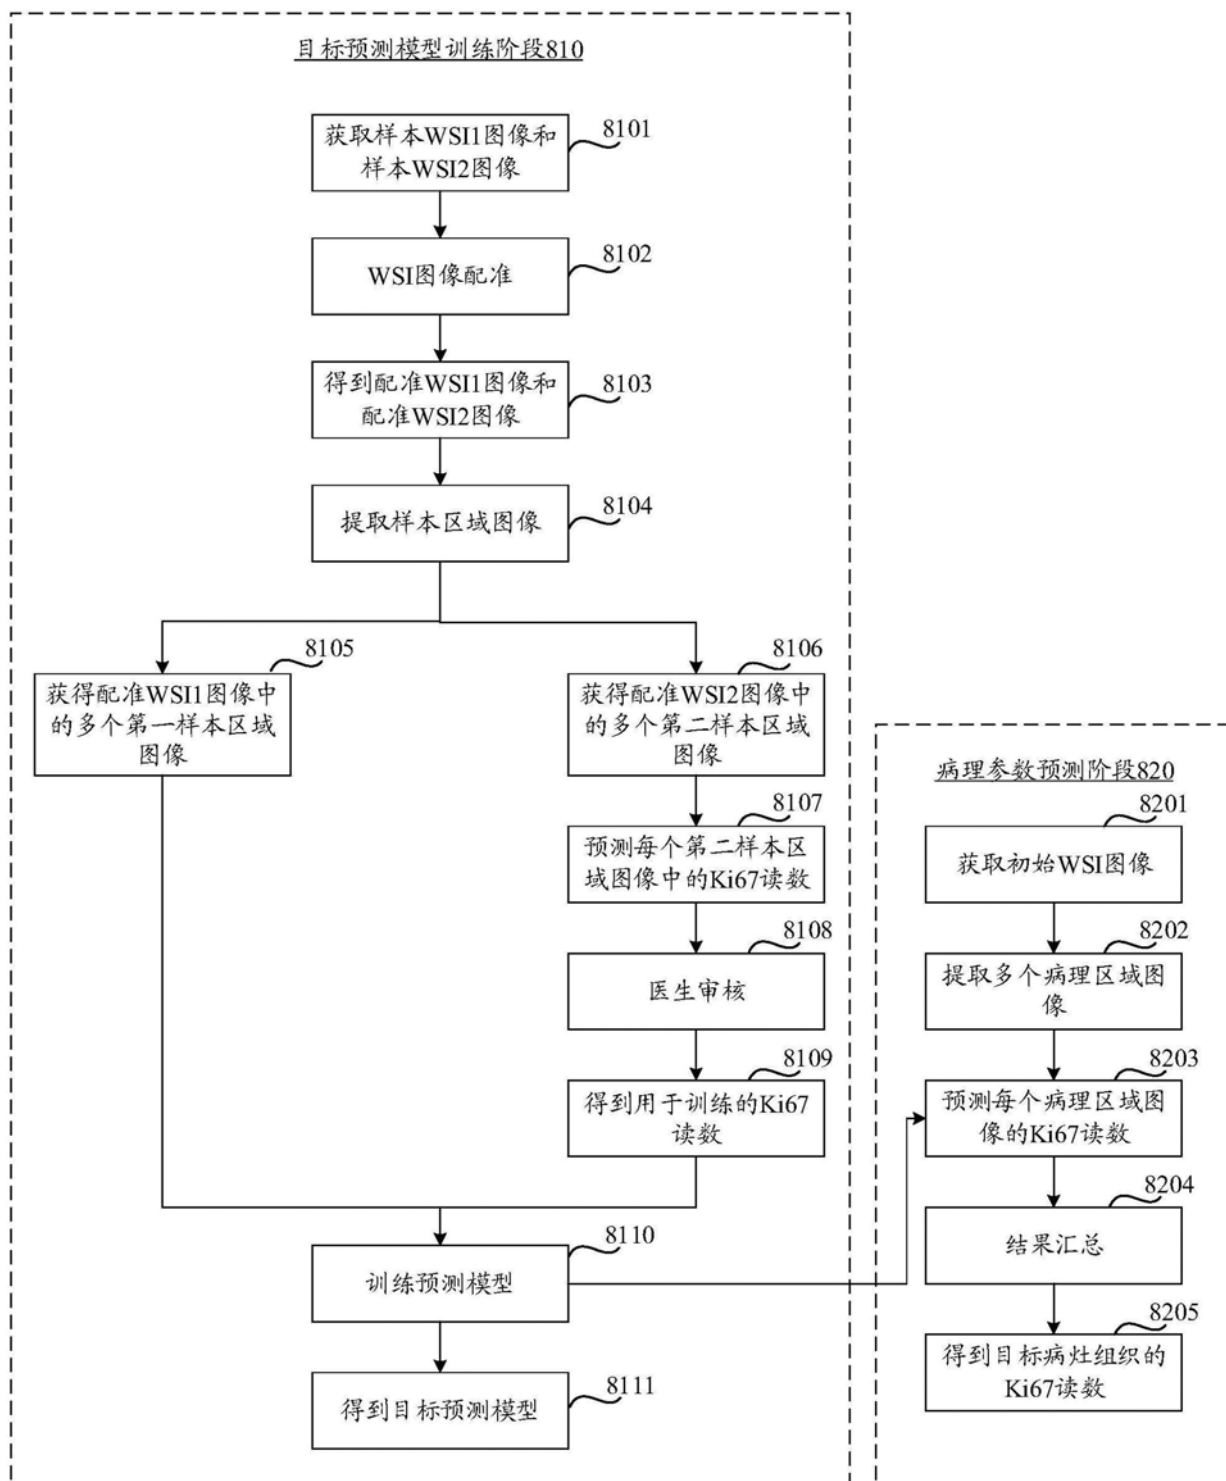 目标预测模型训练阶段810
8101
获取样本WSI1图像和
样本WSI2图像
8102
WSI图像配准
8103
得到配准WSI1图像和
配准WSI2图像
8104
提取样本区域图像
8105
获得配准WSI1图像中
的多个第一样本区域
图像
8106
获得配准WSI2图像中
的多个第二样本区域
图像
8107
预测每个第二样本区
域图像中的Ki67读数
8108
医生审核
8109
得到用于训练的Ki67
读数
8110
训练预测模型
8111
得到目标预测模型
病理参数预测阶段820
8201
获取初始WSI图像
8202
提取多个病理区域图
像
8203
预测每个病理区域图
像的Ki67读数
8204
结果汇总
8205
得到目标病灶组织的
Ki67读数